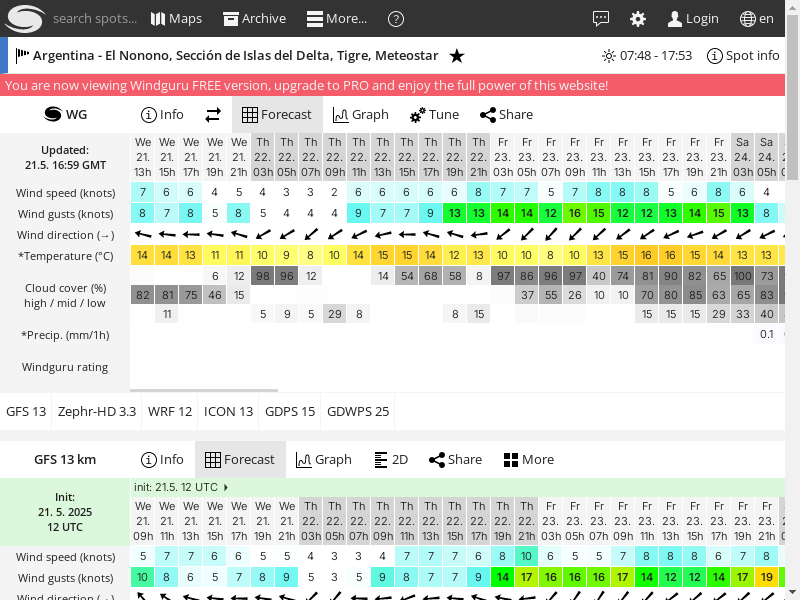 search spots... Maps Archive More... ? Login en
Argentina - El Nonono, Sección de Islas del Delta, Tigre, Meteostar ★ 07:48 - 17:53 Spot info
You are now viewing Windguru FREE version, upgrade to PRO and enjoy the full power of this website!
WG Info Forecast Graph Tune Share
Updated:
21.5. 16:59 GMT
We We We We We Th Th Th Th Th Th Th Th Th Th Fr Fr Fr Fr Fr Fr Fr Fr Fr Fr Sa Sa
21. 21. 21. 21. 21. 22. 22. 22. 22. 22. 22. 22. 22. 22. 22. 23. 23. 23. 23. 23. 23. 23. 23. 23. 23. 24. 24.
13h 15h 17h 19h 21h 03h 05h 07h 09h 11h 13h 15h 17h 19h 21h 03h 05h 07h 09h 11h 13h 15h 17h 19h 21h 03h 05h
Wind speed (knots) 7 6 6 4 5 4 3 3 2 6 6 6 6 6 8 7 7 5 7 8 8 8 5 6 8 6 4
Wind gusts (knots) 8 7 8 5 8 5 4 4 4 9 7 7 9 13 13 14 14 12 16 15 12 12 13 14 15 13 8
Wind direction (→)
*Temperature (°C) 14 14 13 11 11 10 9 8 10 14 15 15 14 12 13 10 10 8 10 13 15 16 16 15 14 13 13
6 12 98 96 12 14 54 68 58 8 97 86 96 97 40 74 81 90 82 65 100 73
Cloud cover (%)
high / mid / low
82 81 75 46 15 37 55 26 10 10 70 80 85 63 65 83
11 5 9 5 29 8 8 15 15 15 15 29 33 40
*Precip. (mm/1h) 0.1
Windguru rating
GFS 13 Zephr-HD 3.3 WRF 12 ICON 13 GDPS 15 GDWPS 25
GFS 13 km Info Forecast Graph 2D Share More
init: 21.5. 12 UTC
Init:
21. 5. 2025
12 UTC
We We We We We We We Th Th Th Th Th Th Th Th Th Th Fr Fr Fr Fr Fr Fr Fr Fr Fr Fr
21. 21. 21. 21. 21. 21. 21. 22. 22. 22. 22. 22. 22. 22. 22. 22. 22. 23. 23. 23. 23. 23. 23. 23. 23. 23. 23.
09h 11h 13h 15h 17h 19h 21h 03h 05h 07h 09h 11h 13h 15h 17h 19h 21h 03h 05h 07h 09h 11h 13h 15h 17h 19h 21h
Wind speed (knots) 5 7 7 6 6 5 5 4 3 3 4 7 7 7 6 8 10 6 5 5 7 8 8 8 6 7 8
Wind gusts (knots) 10 8 6 5 7 8 9 5 3 5 9 8 7 7 9 14 17 16 16 16 17 14 12 12 14 17 19
Wind direction (→)